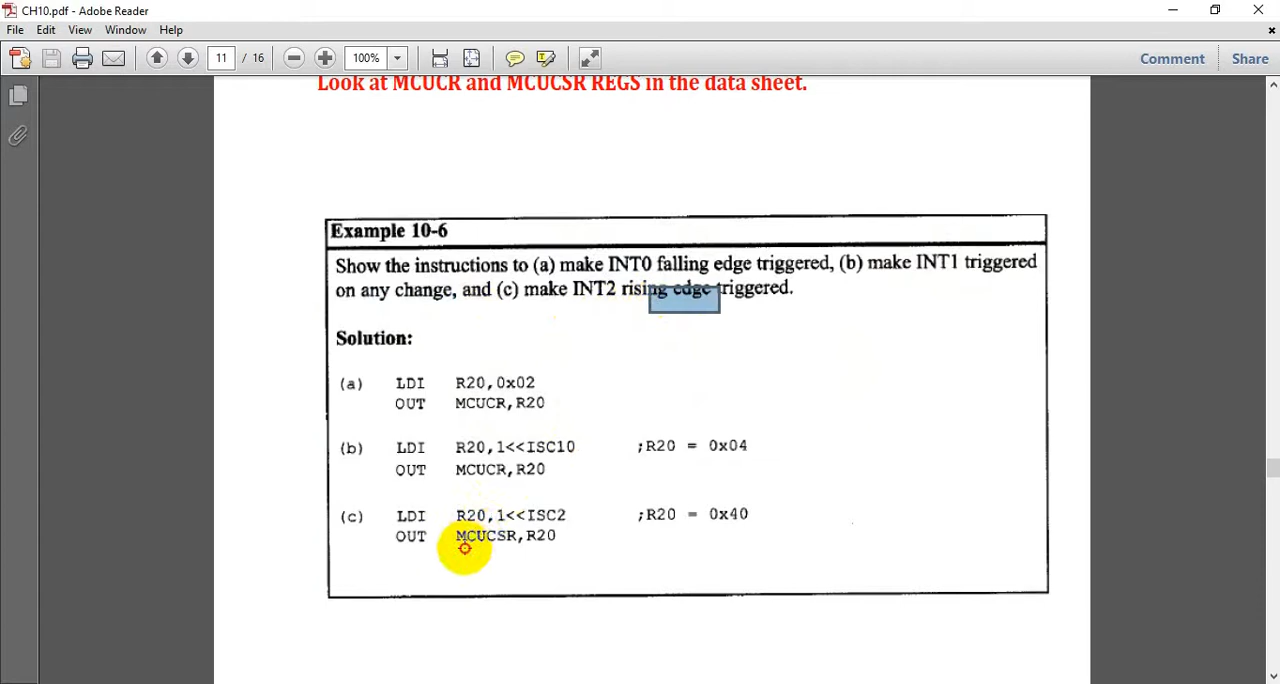 CH10.pdf - Adobe Reader
File Edit View Window Help
11 / 16 100% Comment Share
Look at MCUCR and MCUCSR REGS in the data sheet.
Example 10-6
Show the instructions to (a) make INT0 falling edge triggered, (b) make INT1 triggered
on any change, and (c) make INT2 rising edge triggered.
Solution:
(a) LDI R20,0x02
OUT MCUCR,R20
(b) LDI R20,1<<ISC10 ;R20 = 0x04
OUT MCUCR,R20
(c) LDI R20,1<<ISC2 ;R20 = 0x40
OUT MCUCSR,R20